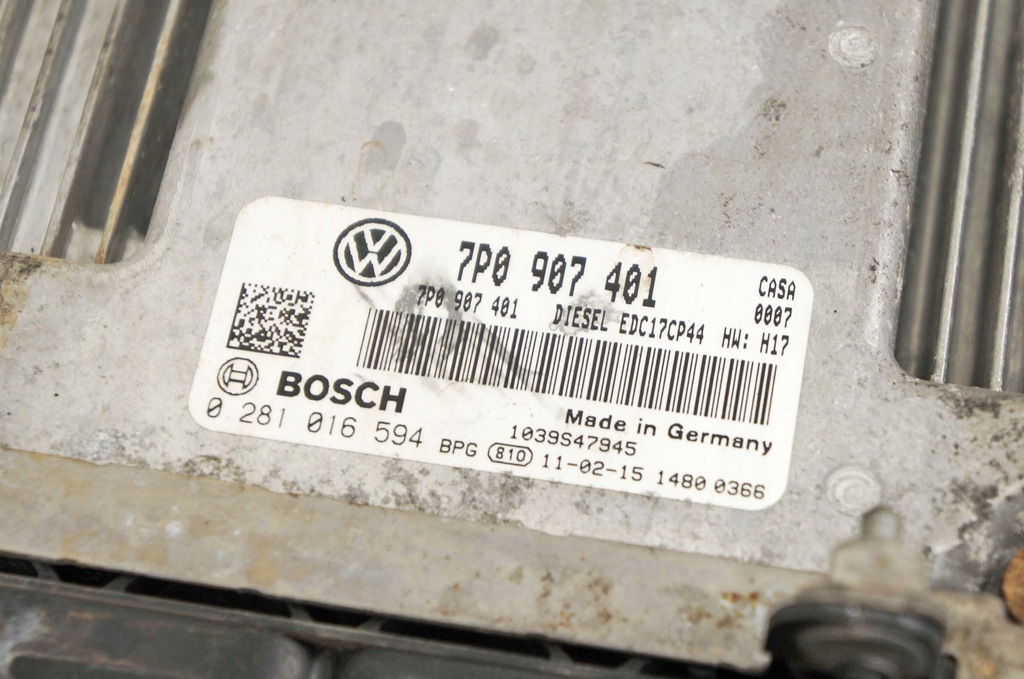 7P0 907 401
CASA
7P0 907 401 DIESEL EDC17CP44 0007
HW: H17
BOSCH
Made in Germany
0 281 016 594
1039S47945
BPG 810 11-02-15 1480 0366